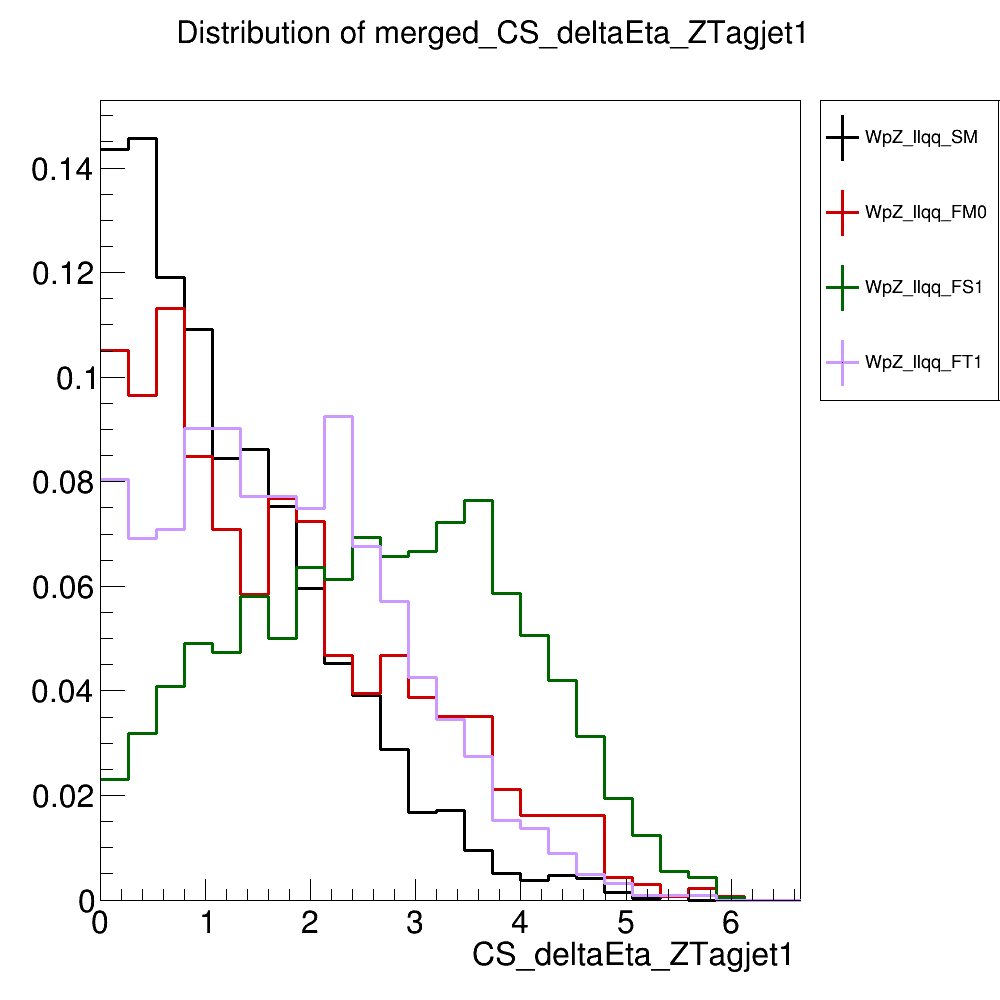 Distribution of merged_CS_deltaEta_ZTagjet1
WpZ_llqq_SM
WpZ_llqq_FM0
WpZ_llqq_FS1
WpZ_llqq_FT1
0.14
0.12
0.1
0.08
0.06
0.04
0.02
0
0 1 2 3 4 5 6
CS_deltaEta_ZTagjet1